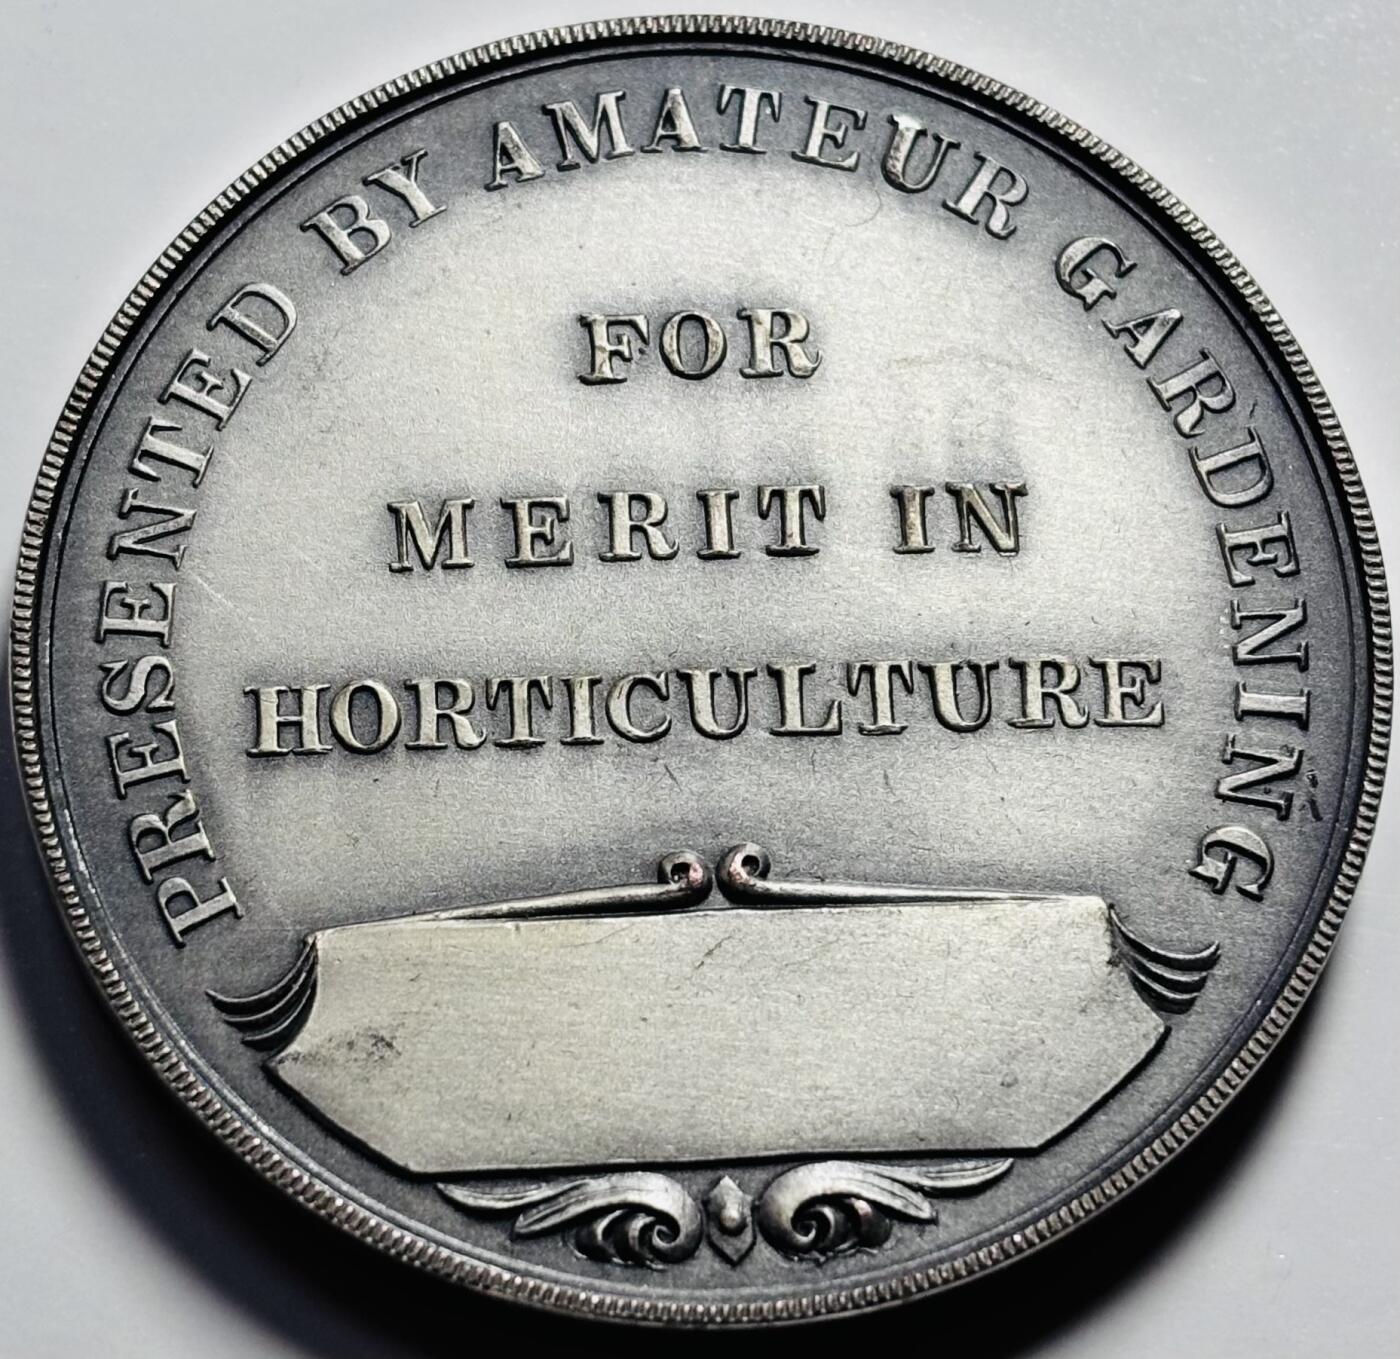 PRESENTED BY AMATEUR GARDENING
FOR
MERIT IN
HORTICULTURE